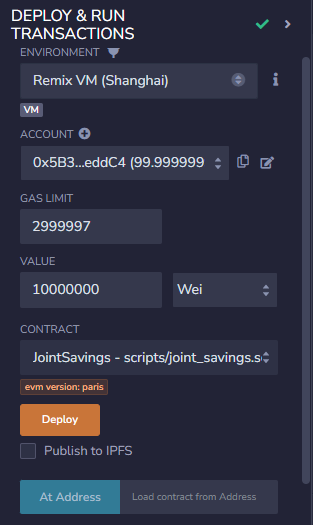 DEPLOY & RUN
TRANSACTIONS
ENVIRONMENT
Remix VM (Shanghai)
VM
ACCOUNT
0x5B3...eddC4 (99.999999
GAS LIMIT
2999997
VALUE
10000000 Wei
CONTRACT
JointSavings - scripts/joint_savings.s
evm version: paris
Deploy
Publish to IPFS
At Address Load contract from Address